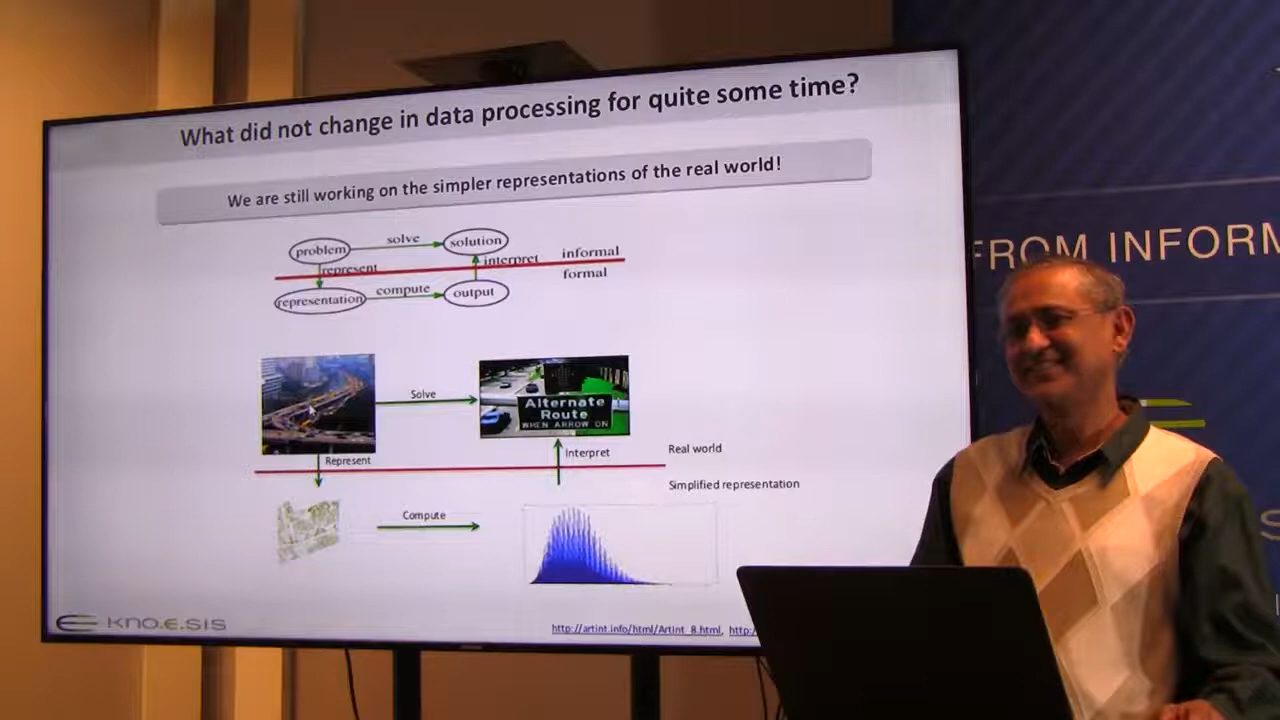 What did not change in data processing for quite some time?
We are still working on the simpler representations of the real world!
problem
solve
solution
represent
interpret
informal
formal
representation
compute
output
Solve
Alternate
Route
WHEN ARROW ON
Represent
Interpret
Real world
Simplified representation
Compute
KNO.E.SIS
http://artint.info/html/ArtInt_8.html, http:/
FROM INFORM